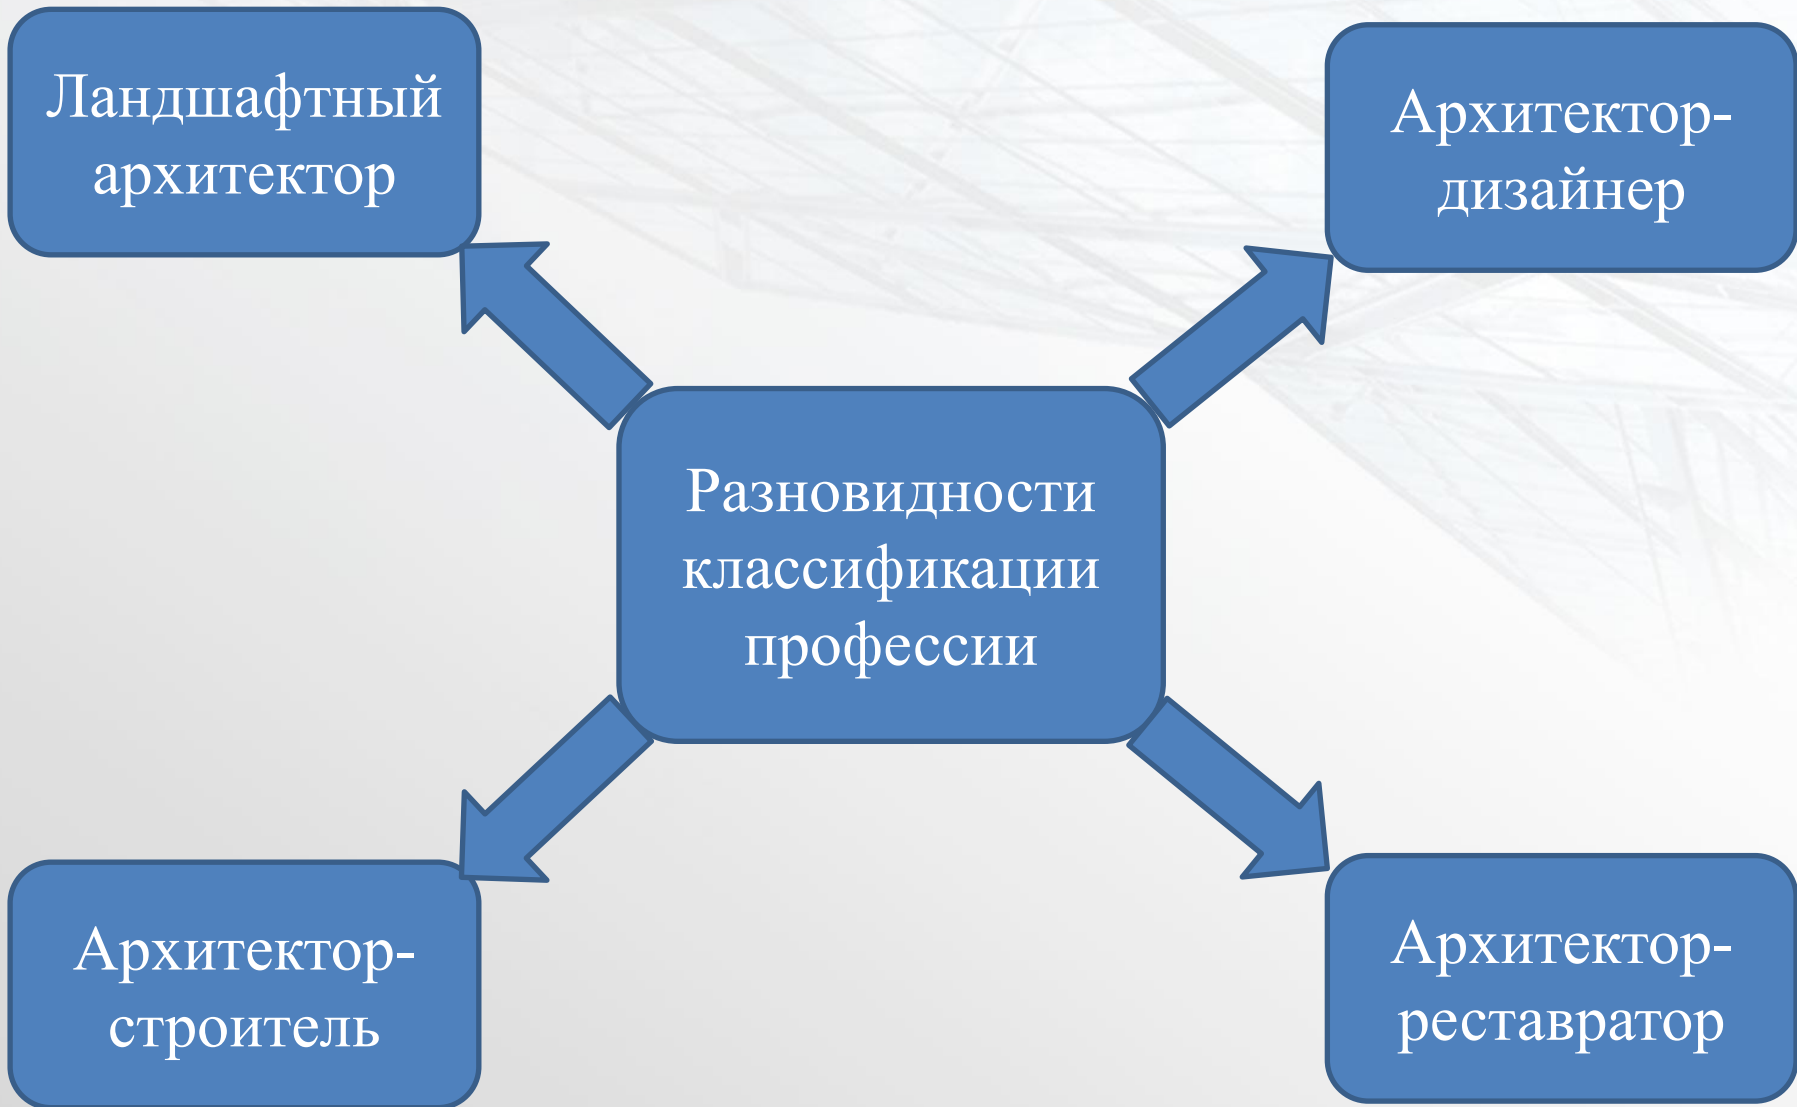 Ландшафтный
архитектор
Архитектор-
дизайнер
Разновидности
классификации
профессии
Архитектор-
строитель
Архитектор-
реставратор